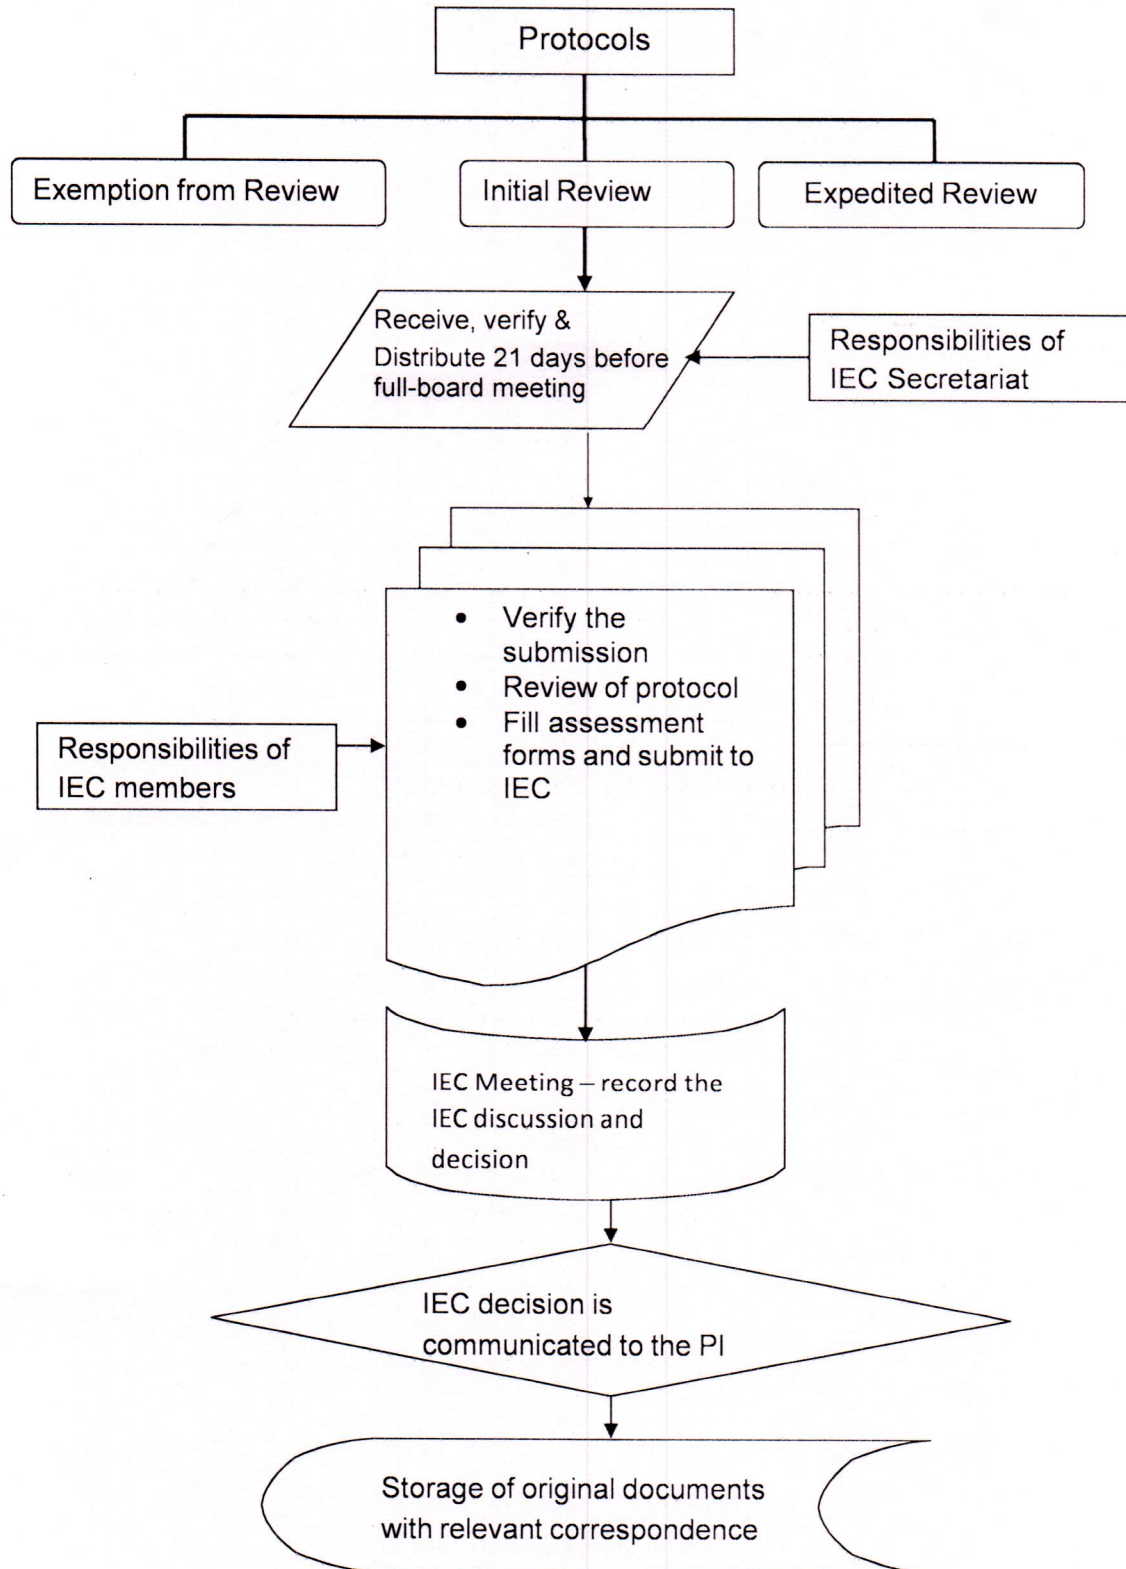 Protocols
Exemption from Review
Initial Review
Expedited Review
Receive, verify &
Distribute 21 days before
full-board meeting
Responsibilities of
IEC Secretariat
• Verify the
submission
• Review of protocol
• Fill assessment
forms and submit to
IEC
Responsibilities of
IEC members
IEC Meeting – record the
IEC discussion and
decision
IEC decision is
communicated to the PI
Storage of original documents
with relevant correspondence